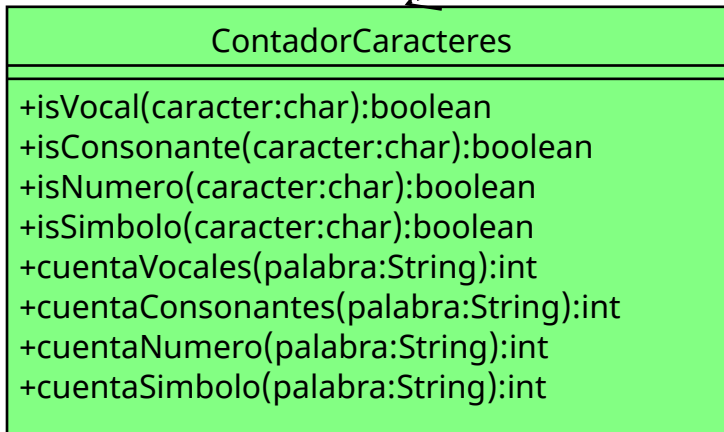 ContadorCaracteres
+isVocal(caracter:char):boolean
+isConsonante(caracter:char):boolean
+isNumero(caracter:char):boolean
+isSimbolo(caracter:char):boolean
+cuentaVocales(palabra:String):int
+cuentaConsonantes(palabra:String):int
+cuentaNumero(palabra:String):int
+cuentaSimbolo(palabra:String):int